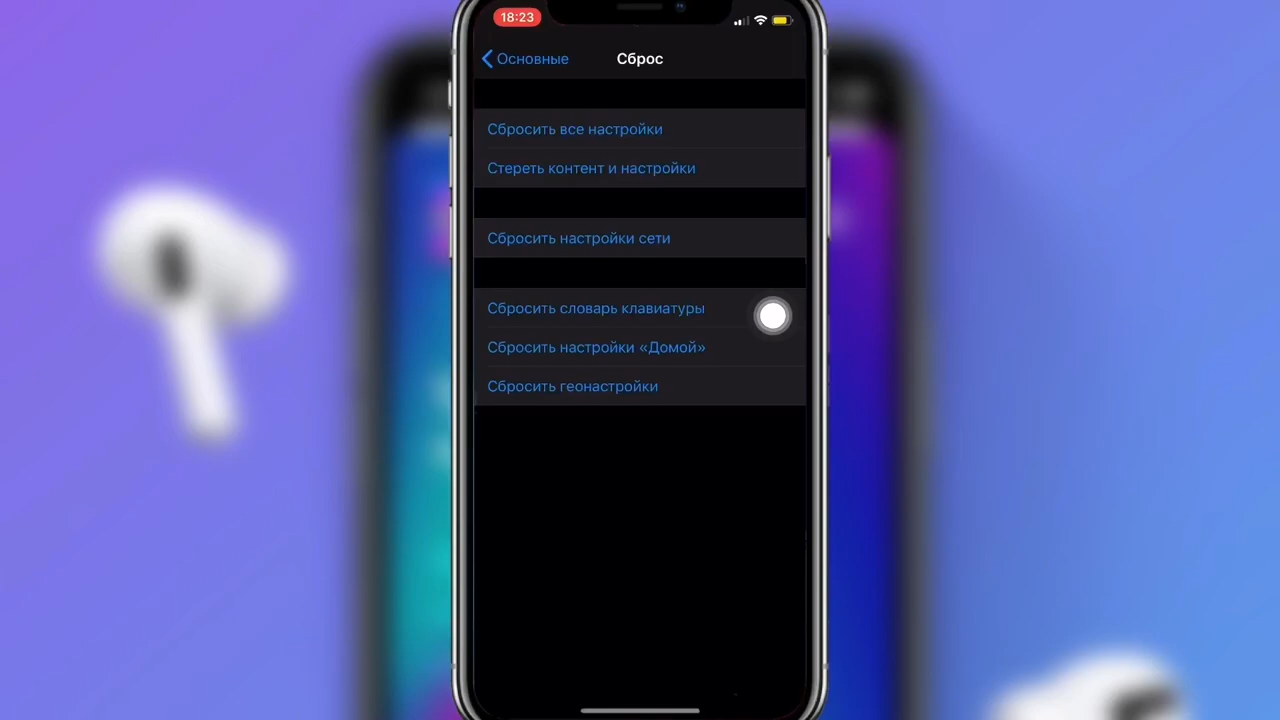 18:23
Основные
Сброс
Сбросить все настройки
Стереть контент и настройки
Сбросить настройки сети
Сбросить словарь клавиатуры
Сбросить настройки «Домой»
Сбросить геонастройки